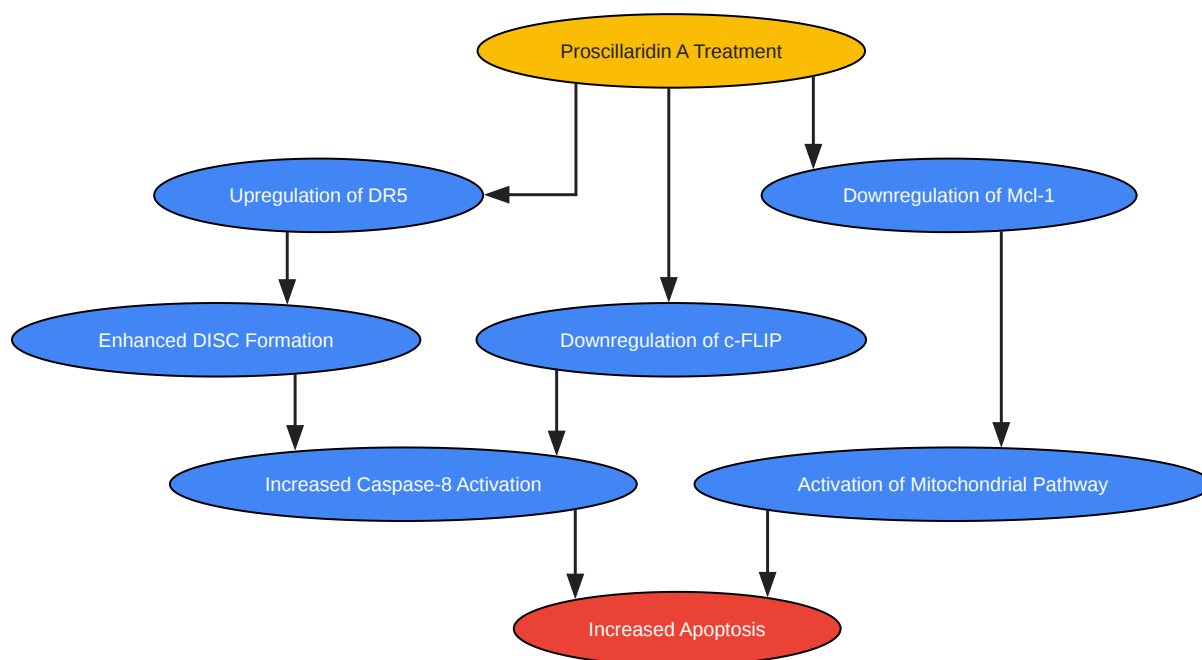 Proscillaridin A Treatment
Upregulation of DR5
Downregulation of Mcl-1
Enhanced DISC Formation
Downregulation of c-FLIP
Increased Caspase-8 Activation
Activation of Mitochondrial Pathway
Increased Apoptosis